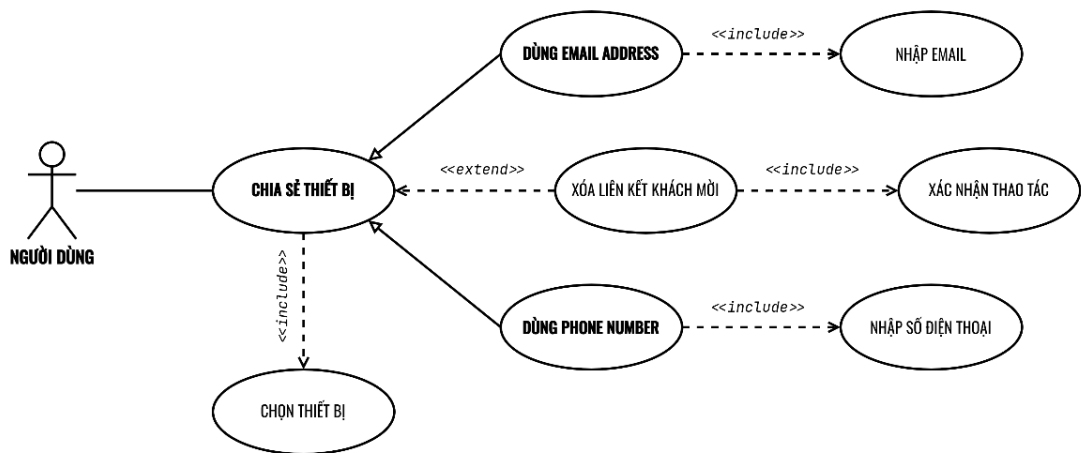 DÙNG EMAIL ADDRESS
<<include>>
NHẬP EMAIL
NGƯỜI DÙNG
CHIA SẺ THIẾT BỊ
<<extend>>
XÓA LIÊN KẾT KHÁCH MỜI
<<include>>
XÁC NHẬN THAO TÁC
<<include>>
DÙNG PHONE NUMBER
<<include>>
NHẬP SỐ ĐIỆN THOẠI
CHỌN THIẾT BỊ